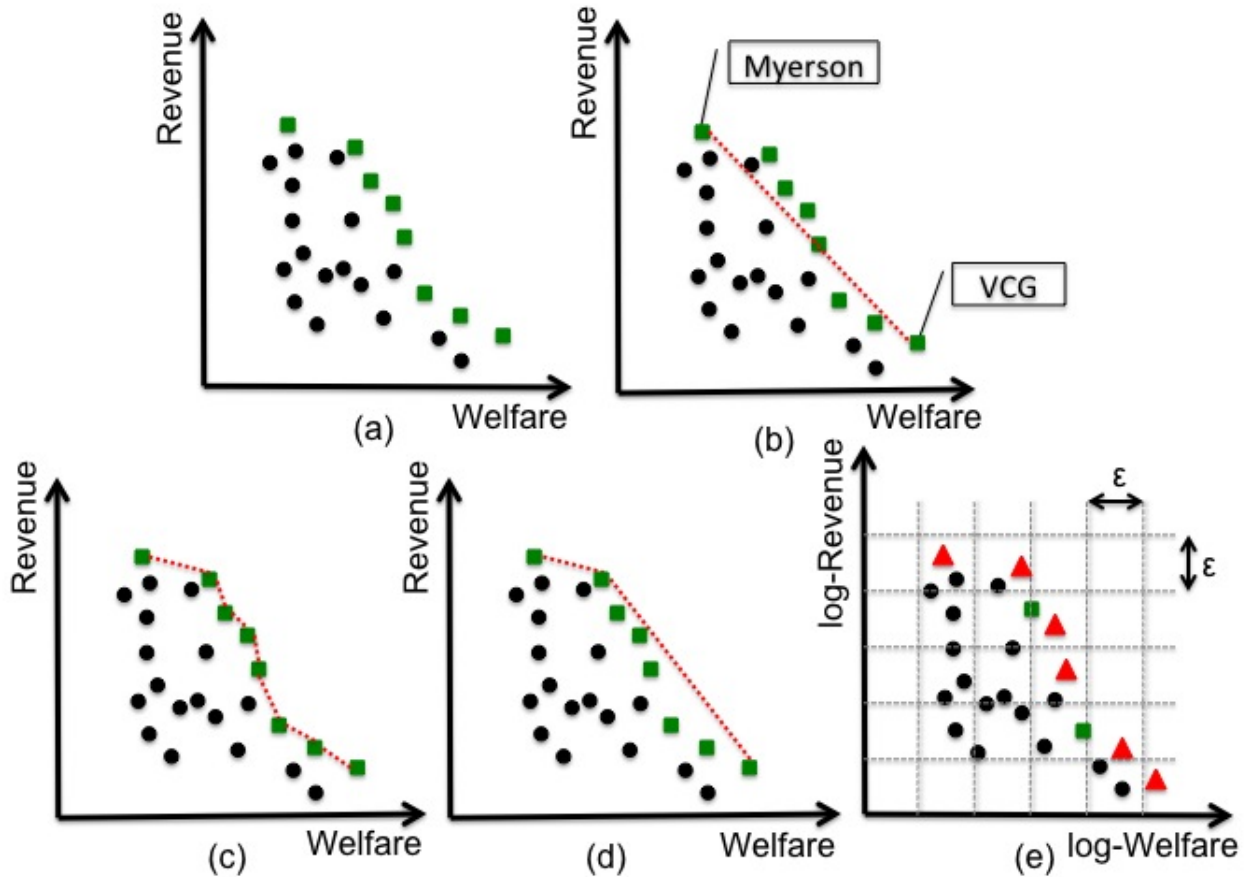 Revenue
Welfare
(a)
Revenue
Myerson
VCG
Welfare
(b)
Revenue
Welfare
(c)
Revenue
Welfare
(d)
log-Revenue
ε
ε
log-Welfare
(e)